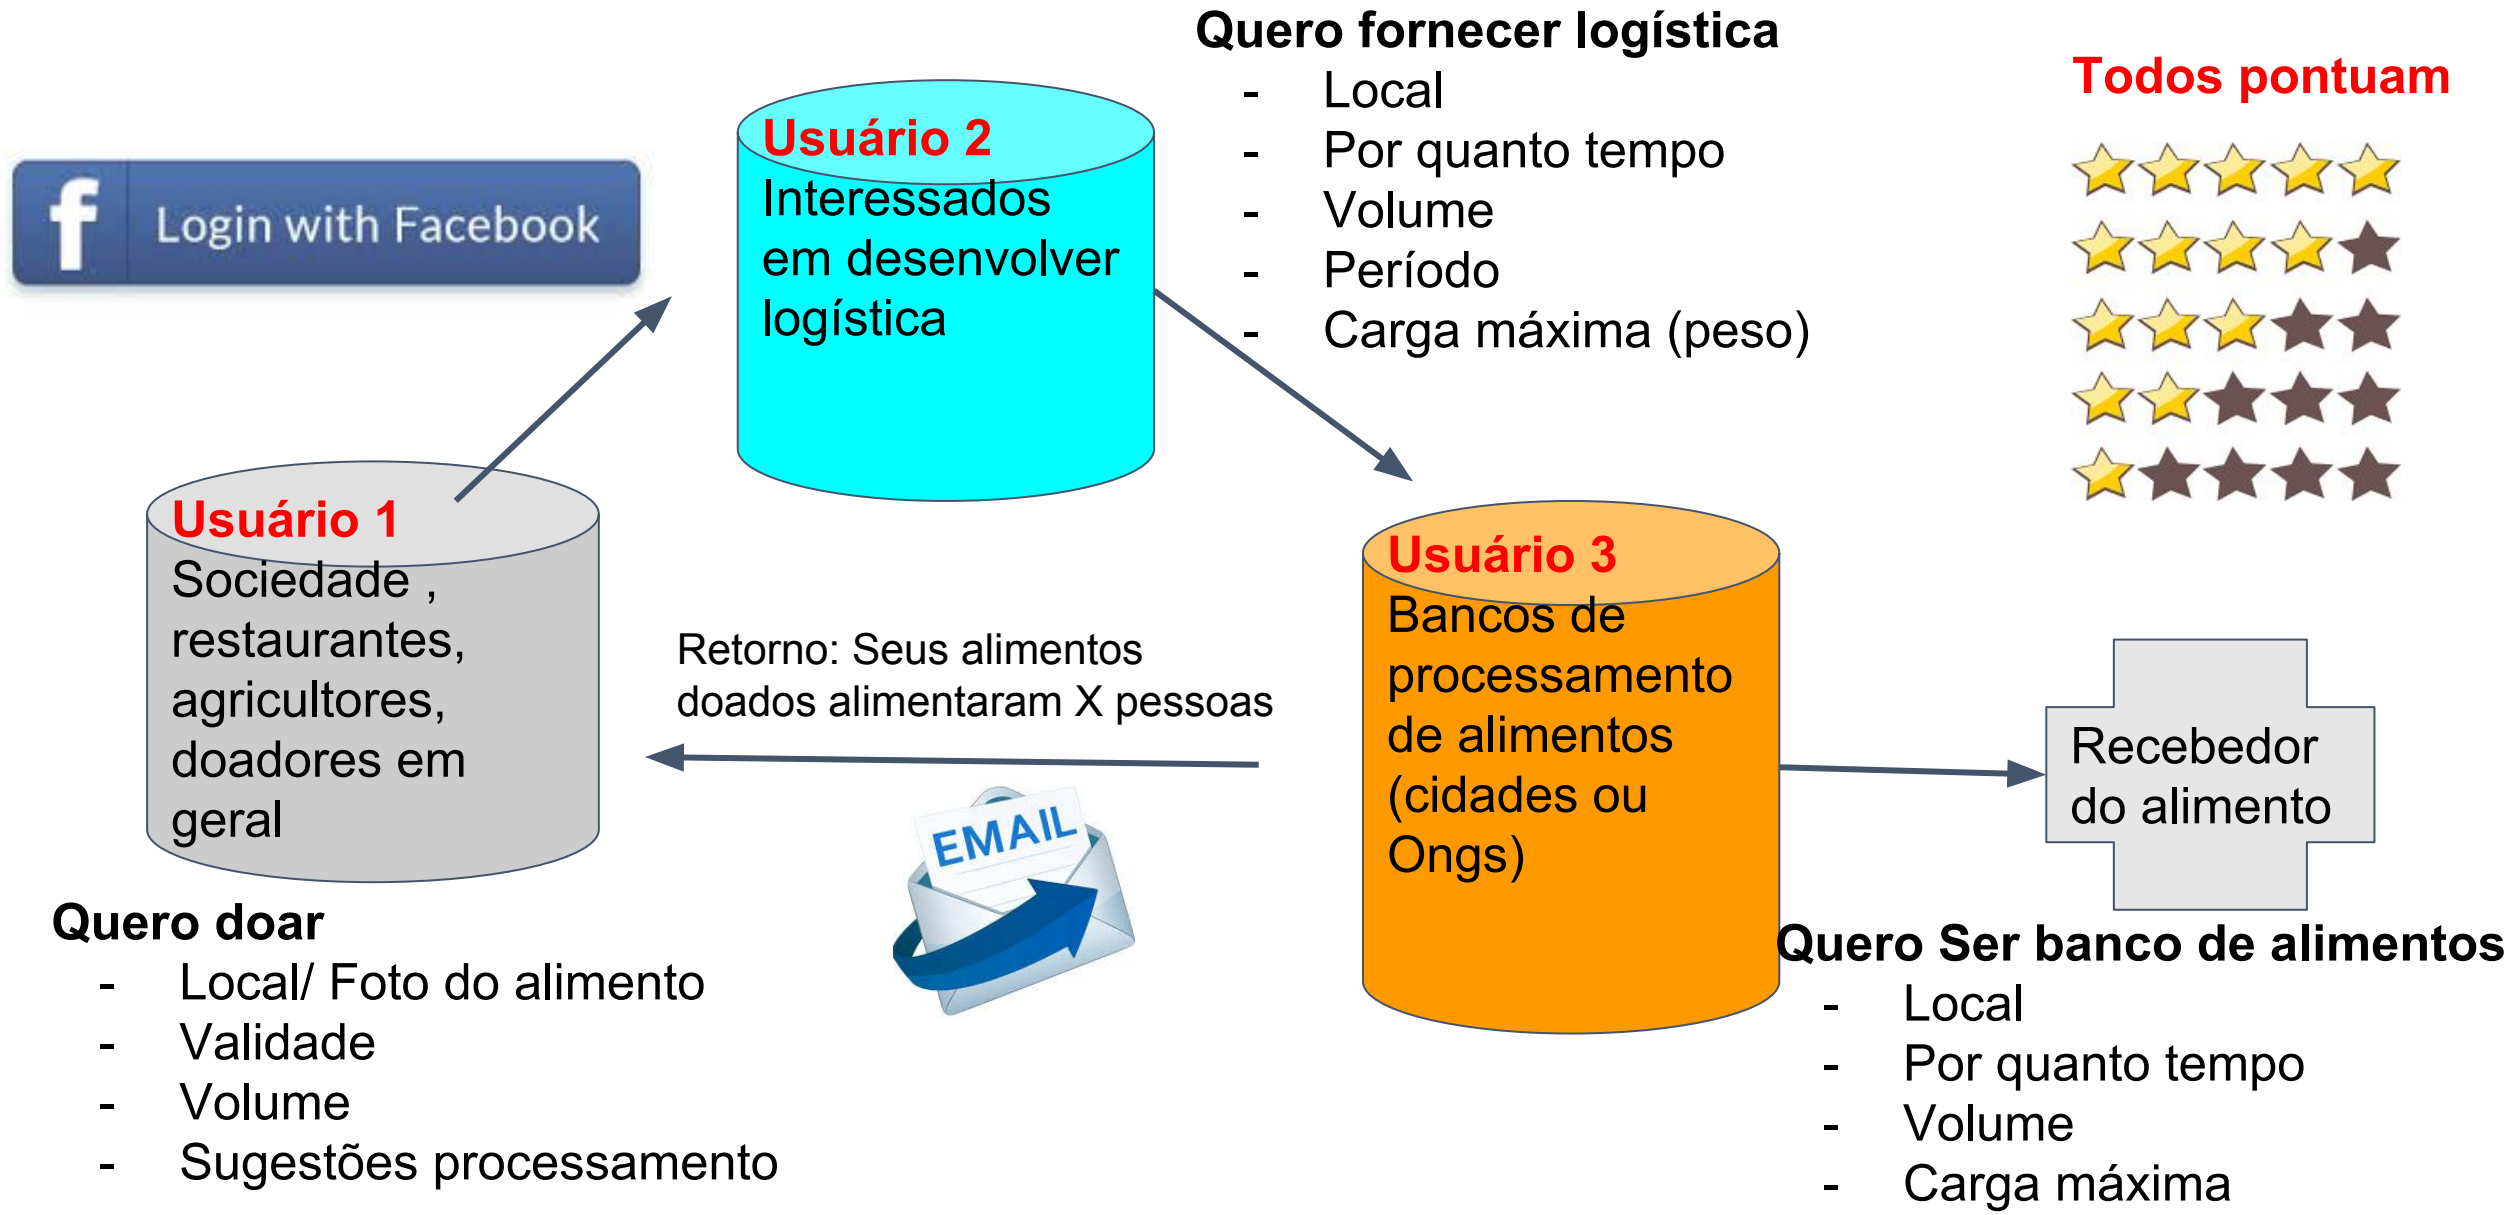 Quero fornecer logística
- Local
- Por quanto tempo
- Volume
- Período
- Carga máxima (peso)
Todos pontuam
f Login with Facebook
Usuário 2
Interessados
em desenvolver
logística
Usuário 1
Sociedade ,
restaurantes,
agricultores,
doadores em
geral
Retorno: Seus alimentos
doados alimentaram X pessoas
EMAIL
Usuário 3
Bancos de
processamento
de alimentos
(cidades ou
Ongs)
Recebedor
do alimento
Quero doar
- Local/ Foto do alimento
- Validade
- Volume
- Sugestões processamento
Quero Ser banco de alimentos
- Local
- Por quanto tempo
- Volume
- Carga máxima